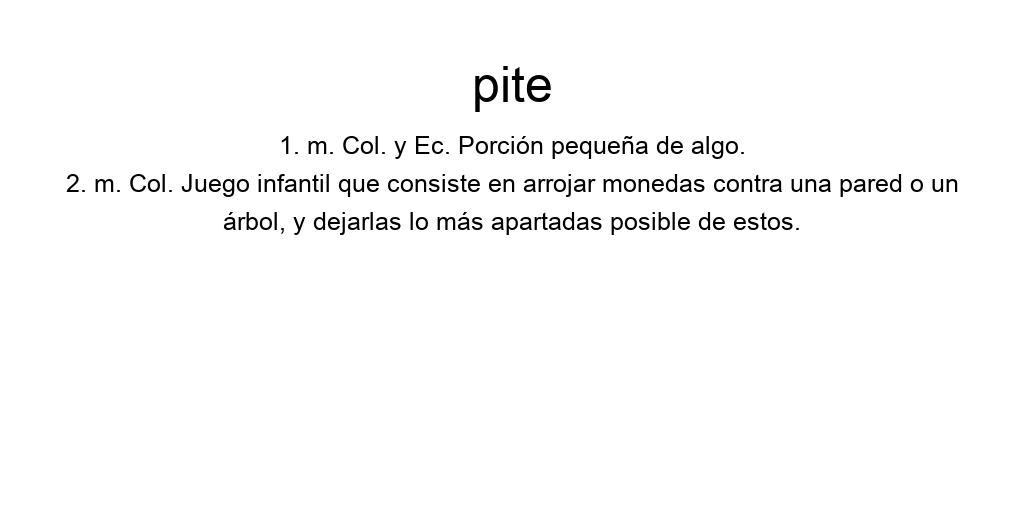 pite
1. m. Col. y Ec. Porción pequeña de algo.
2. m. Col. Juego infantil que consiste en arrojar monedas contra una pared o un
árbol, y dejarlas lo más apartadas posible de estos.